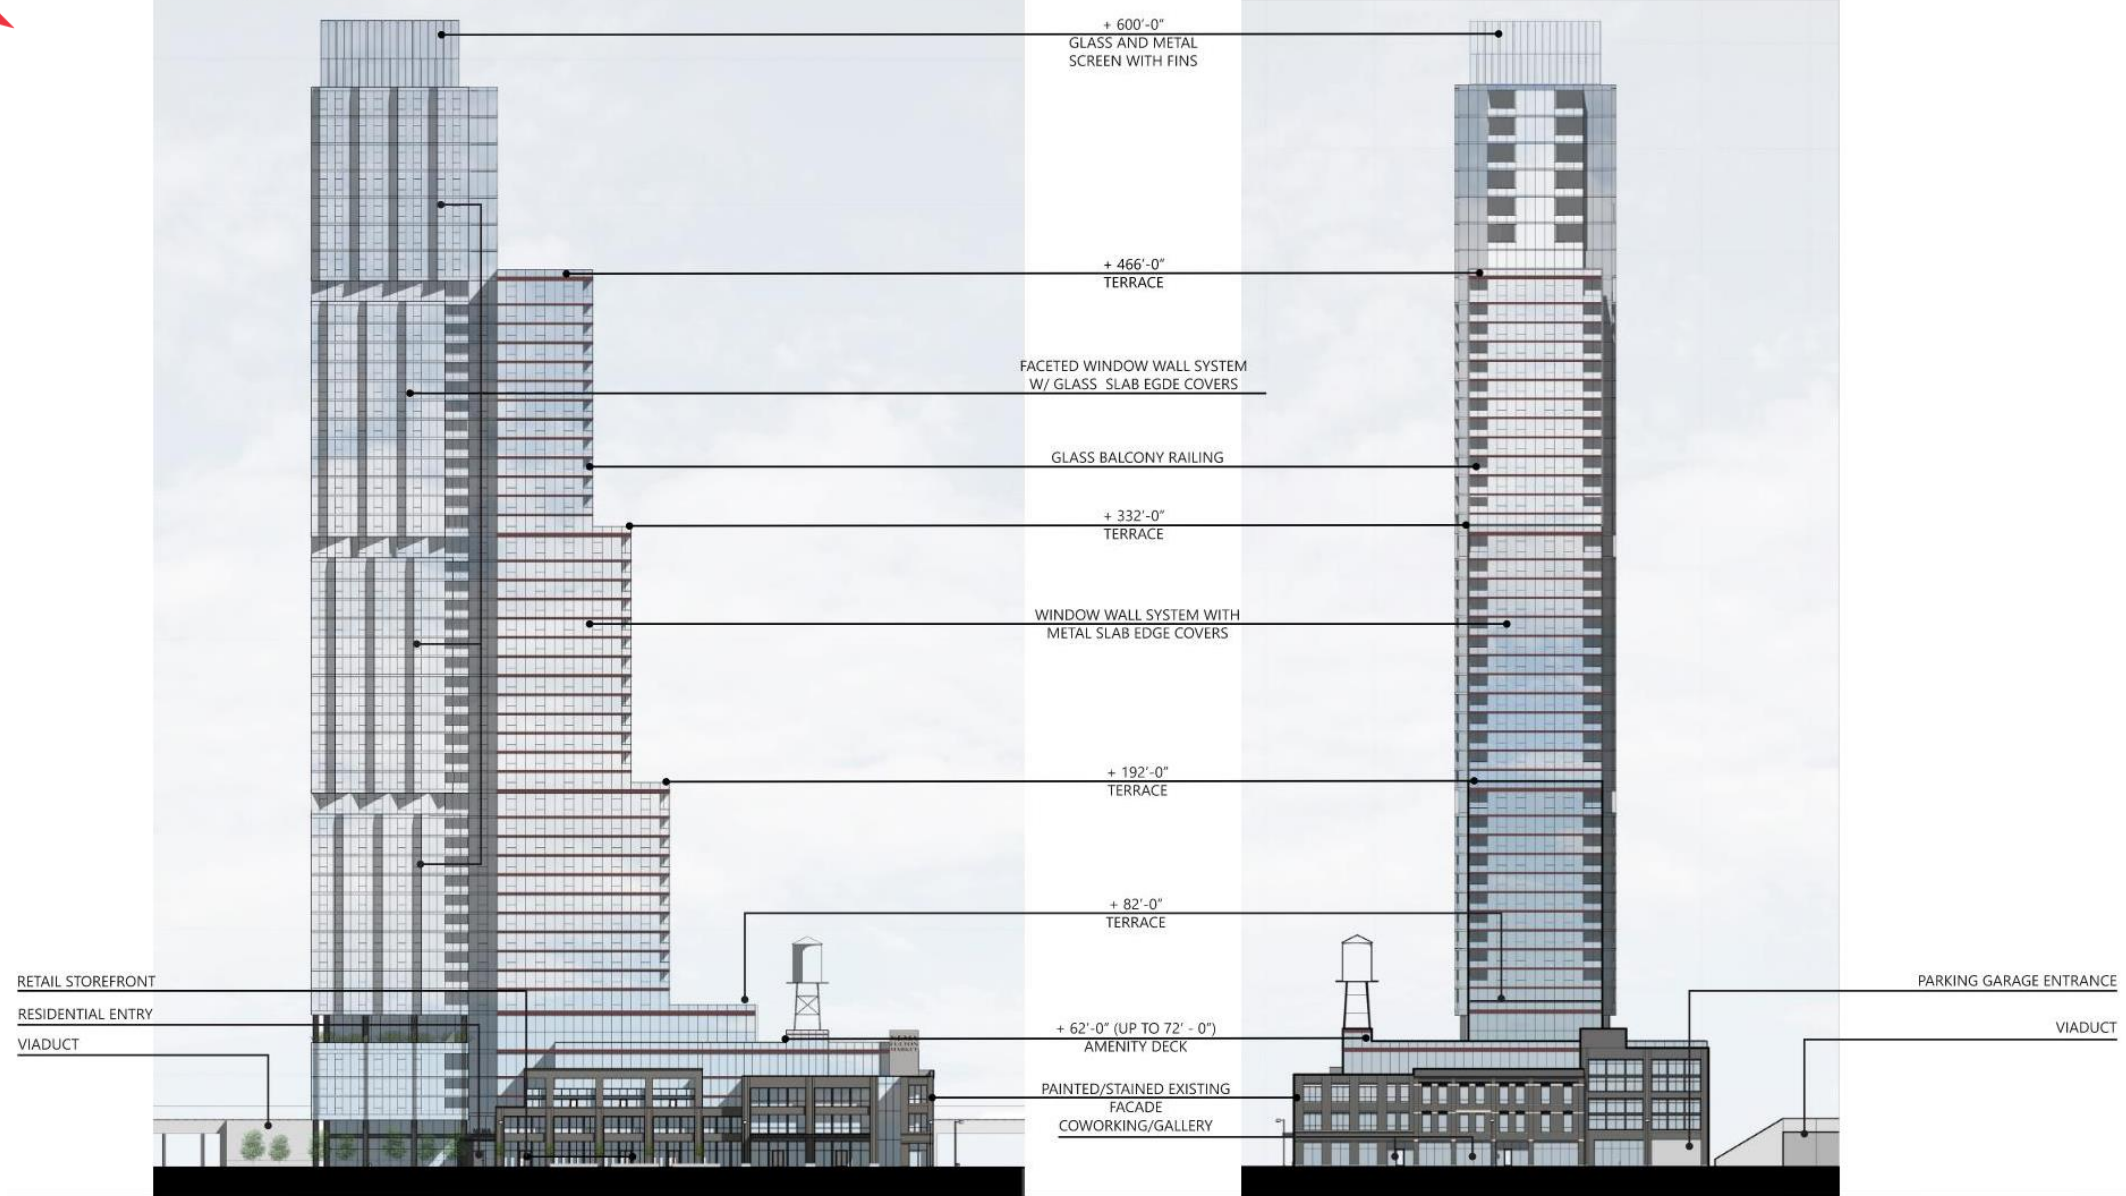 + 600'-0"
GLASS AND METAL
SCREEN WITH FINS
+ 466'-0"
TERRACE
FACETED WINDOW WALL SYSTEM
W/ GLASS SLAB EGDE COVERS
GLASS BALCONY RAILING
+ 332'-0"
TERRACE
WINDOW WALL SYSTEM WITH
METAL SLAB EDGE COVERS
+ 192'-0"
TERRACE
+ 82'-0"
TERRACE
RETAIL STOREFRONT
RESIDENTIAL ENTRY
VIADUCT
+ 62'-0" (UP TO 72' - 0")
AMENITY DECK
PAINTED/STAINED EXISTING
FACADE
COWORKING/GALLERY
PARKING GARAGE ENTRANCE
VIADUCT